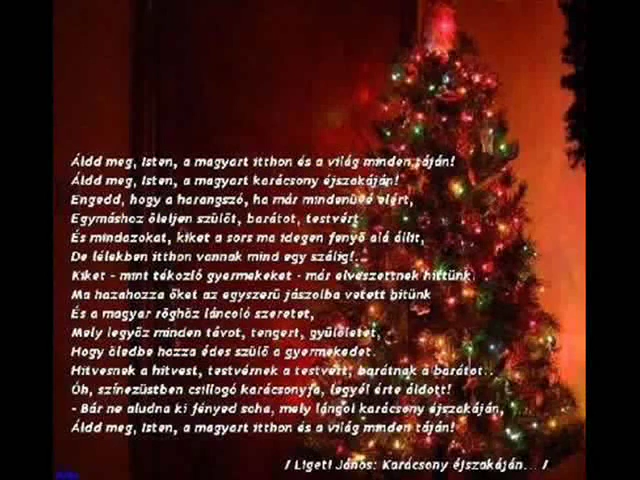 Áldd meg, Isten, a magyart itthon és a világ minden táján!
Áldd meg, Isten, a magyart karácsony éjszakáján!
Engedd, hogy a harangszó, ha már mindenüvé elért,
Egymáshoz öleljen szülőt, barátot, testvért
És mindazokat, kiket a sors ma idegen fenyő alá állít,
De lélekben itthon vannak mind egy szálig!..
Kiket - mint tékozló gyermekeket - már elveszettnek hittünk
Ma hazahozza őket az egyszerű jászolba vetett hitünk
És a magyar röghöz láncoló szeretet,
Mely legyőz minden távot, tengert, gyűlöletet,
Hogy öledbe hozza édes szülő a gyermekedet.
Hitvesnek a hitvest, testvérnek a testvért, barátnak a barátot..
Óh, színezüstben csillogó karácsonyfa, legyél érte áldott!
- Bár ne aludna ki fényed soha, mely lángol karácsony éjszakáján,
Áldd meg, Isten, a magyart itthon és a világ minden táján!
/ Ligeti János: Karácsony éjszakáján... /